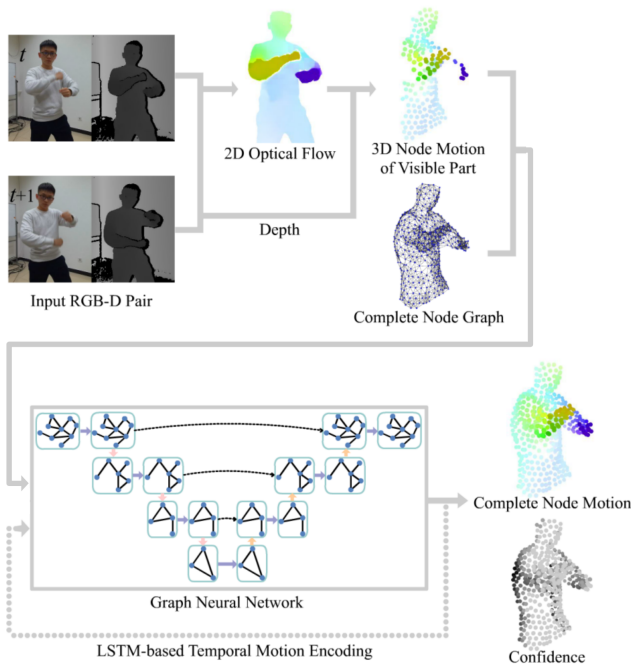 t
2D Optical Flow
3D Node Motion
of Visible Part
t+1
Depth
Input RGB-D Pair
Complete Node Graph
Complete Node Motion
Graph Neural Network
LSTM-based Temporal Motion Encoding
Confidence